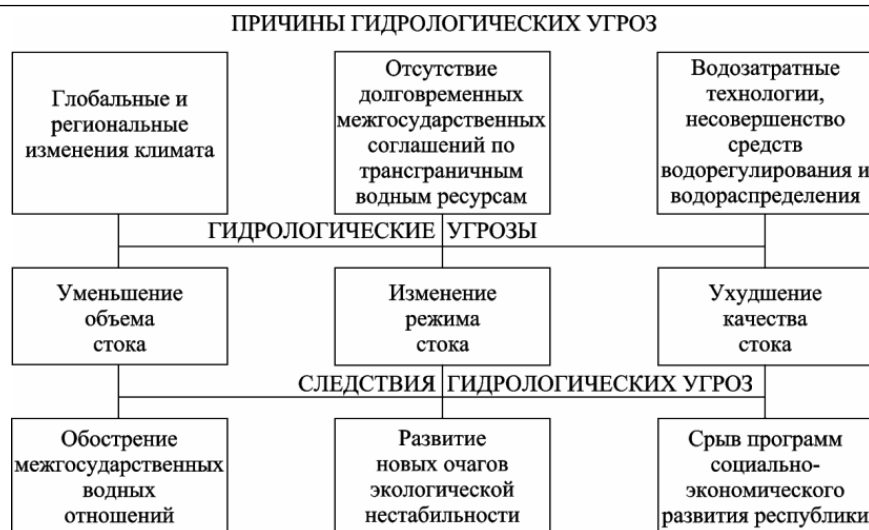 ПРИЧИНЫ ГИДРОЛОГИЧЕСКИХ УГРОЗ
Глобальные и
региональные
изменения климата
Отсутствие
долговременных
межгосударственных
соглашений по
трансграничным
водным ресурсам
Водозатратные
технологии,
несовершенство
средств
водорегулирования и
водораспределения
ГИДРОЛОГИЧЕСКИЕ УГРОЗЫ
Уменьшение
объема
стока
Изменение
режима
стока
Ухудшение
качества
стока
СЛЕДСТВИЯ ГИДРОЛОГИЧЕСКИХ УГРОЗ
Обострение
межгосударственных
водных
отношений
Развитие
новых очагов
экологической
нестабильности
Срыв программ
социально-
экономического
развития республики